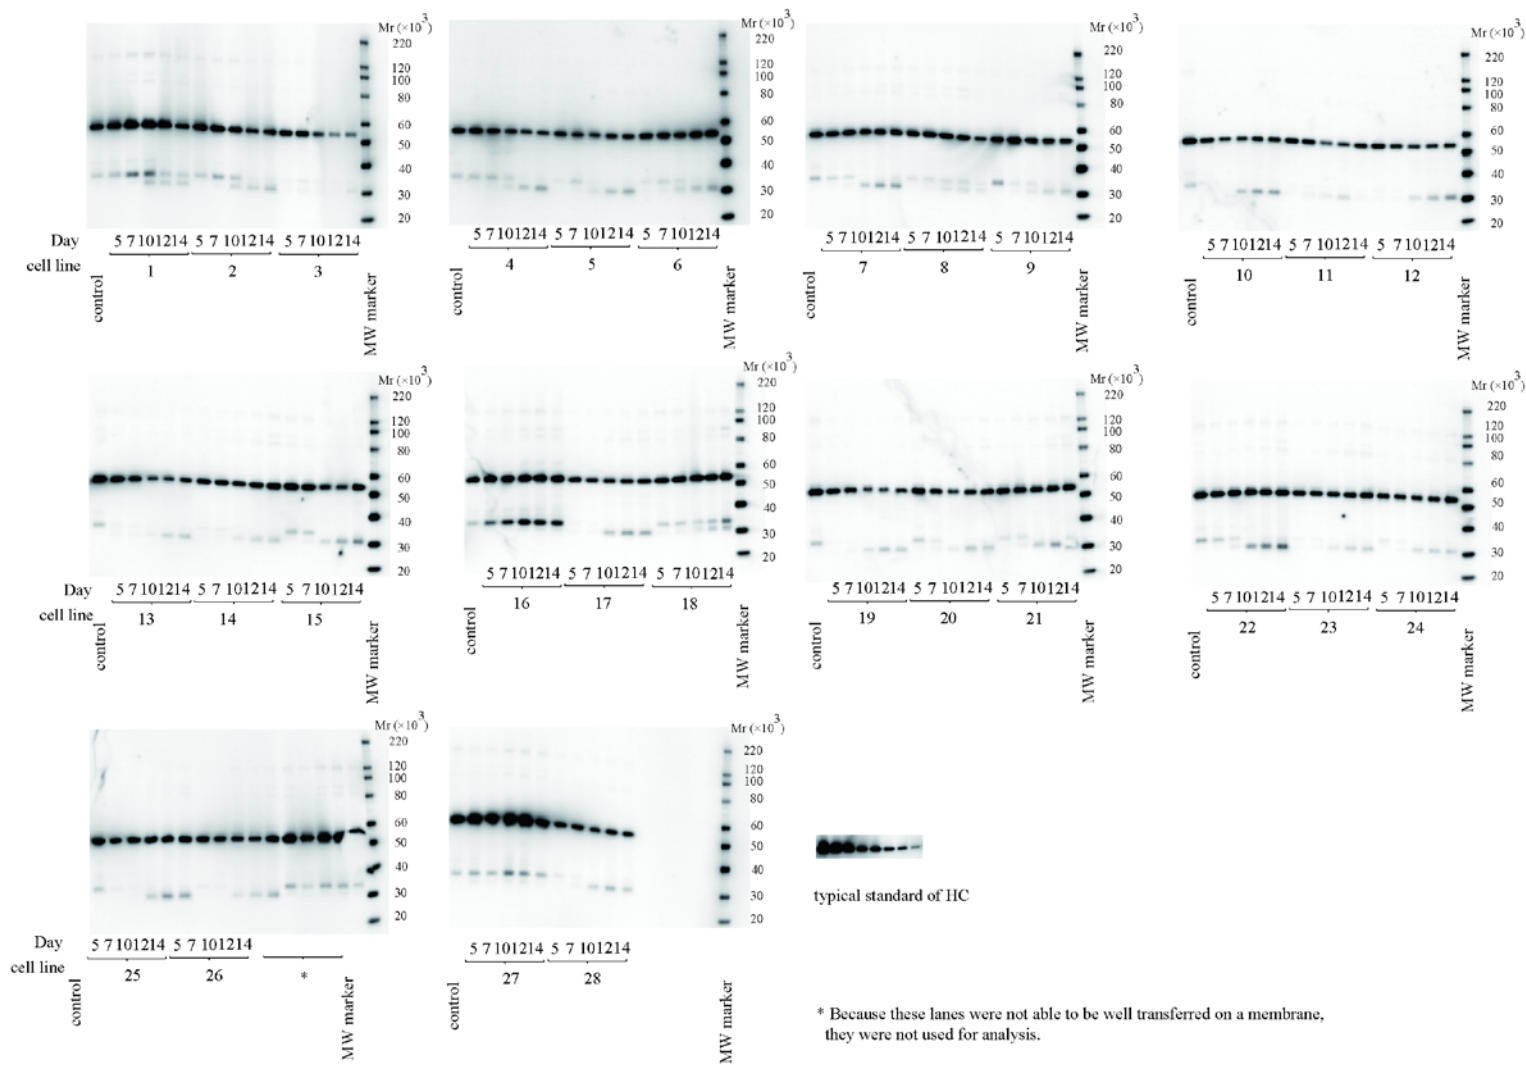 Mr (×10³)
220
120
100
80
60
50
40
30
20
Day
5 7 10 12 14 5 7 10 12 14 5 7 10 12 14
cell line
1 2 3
control
MW marker
Mr (×10³)
220
120
100
80
60
50
40
30
20
5 7 10 12 14 5 7 10 12 14 5 7 10 12 14
4 5 6
control
MW marker
Mr (×10³)
220
120
100
80
60
50
40
30
20
5 7 10 12 14 5 7 10 12 14 5 7 10 12 14
7 8 9
control
MW marker
Mr (×10³)
220
120
100
80
60
50
40
30
20
5 7 10 12 14 5 7 10 12 14 5 7 10 12 14
10 11 12
control
MW marker
Mr (×10³)
220
120
100
80
60
50
40
30
20
Day
5 7 10 12 14 5 7 10 12 14 5 7 10 12 14
cell line
13 14 15
control
MW marker
Mr (×10³)
220
120
100
80
60
50
40
30
20
5 7 10 12 14 5 7 10 12 14 5 7 10 12 14
16 17 18
control
MW marker
Mr (×10³)
220
120
100
80
60
50
40
30
20
5 7 10 12 14 5 7 10 12 14 5 7 10 12 14
19 20 21
control
MW marker
Mr (×10³)
220
120
100
80
60
50
40
30
20
5 7 10 12 14 5 7 10 12 14 5 7 10 12 14
22 23 24
control
MW marker
Mr (×10³)
220
120
100
80
60
50
40
30
20
Day
5 7 10 12 14 5 7 10 12 14
cell line
25 26 *
control
MW marker
Mr (×10³)
220
120
100
80
60
50
40
30
20
5 7 10 12 14 5 7 10 12 14
27 28
control
MW marker
typical standard of HC
* Because these lanes were not able to be well transferred on a membrane,
they were not used for analysis.